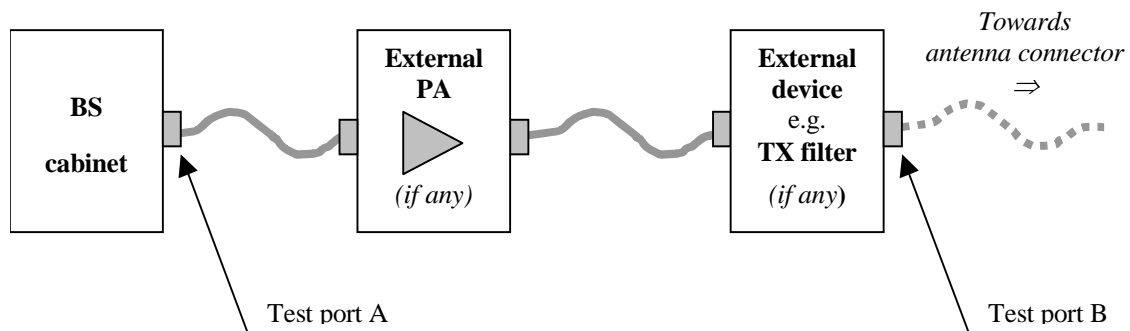 BS
cabinet
External
PA
(if any)
External
device
e.g.
TX filter
(if any)
Towards
antenna connector
⇒
Test port A
Test port B